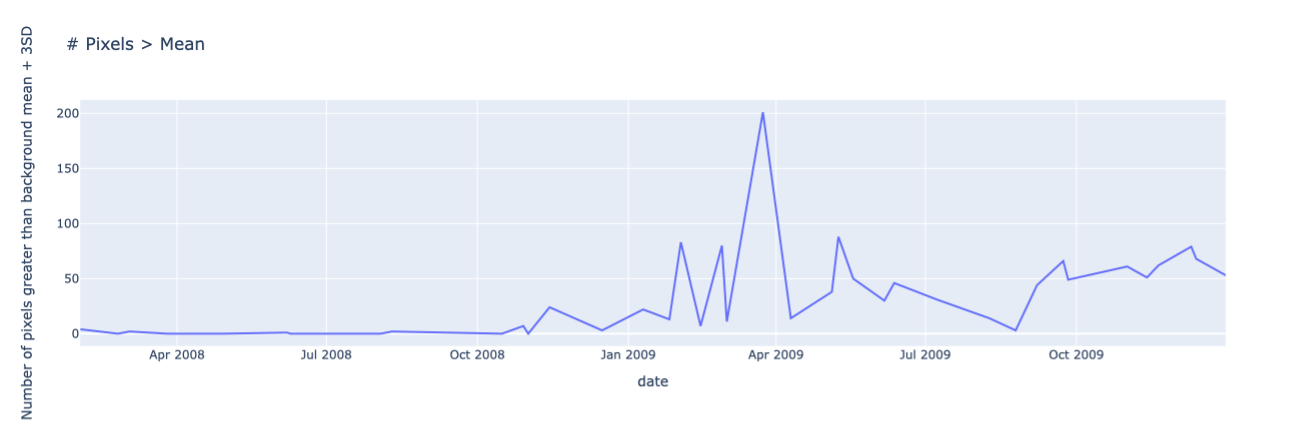 # Pixels > Mean
Number of pixels greater than background mean + 3SD
200
150
100
50
0
Apr 2008
Jul 2008
Oct 2008
Jan 2009
Apr 2009
Jul 2009
Oct 2009
date